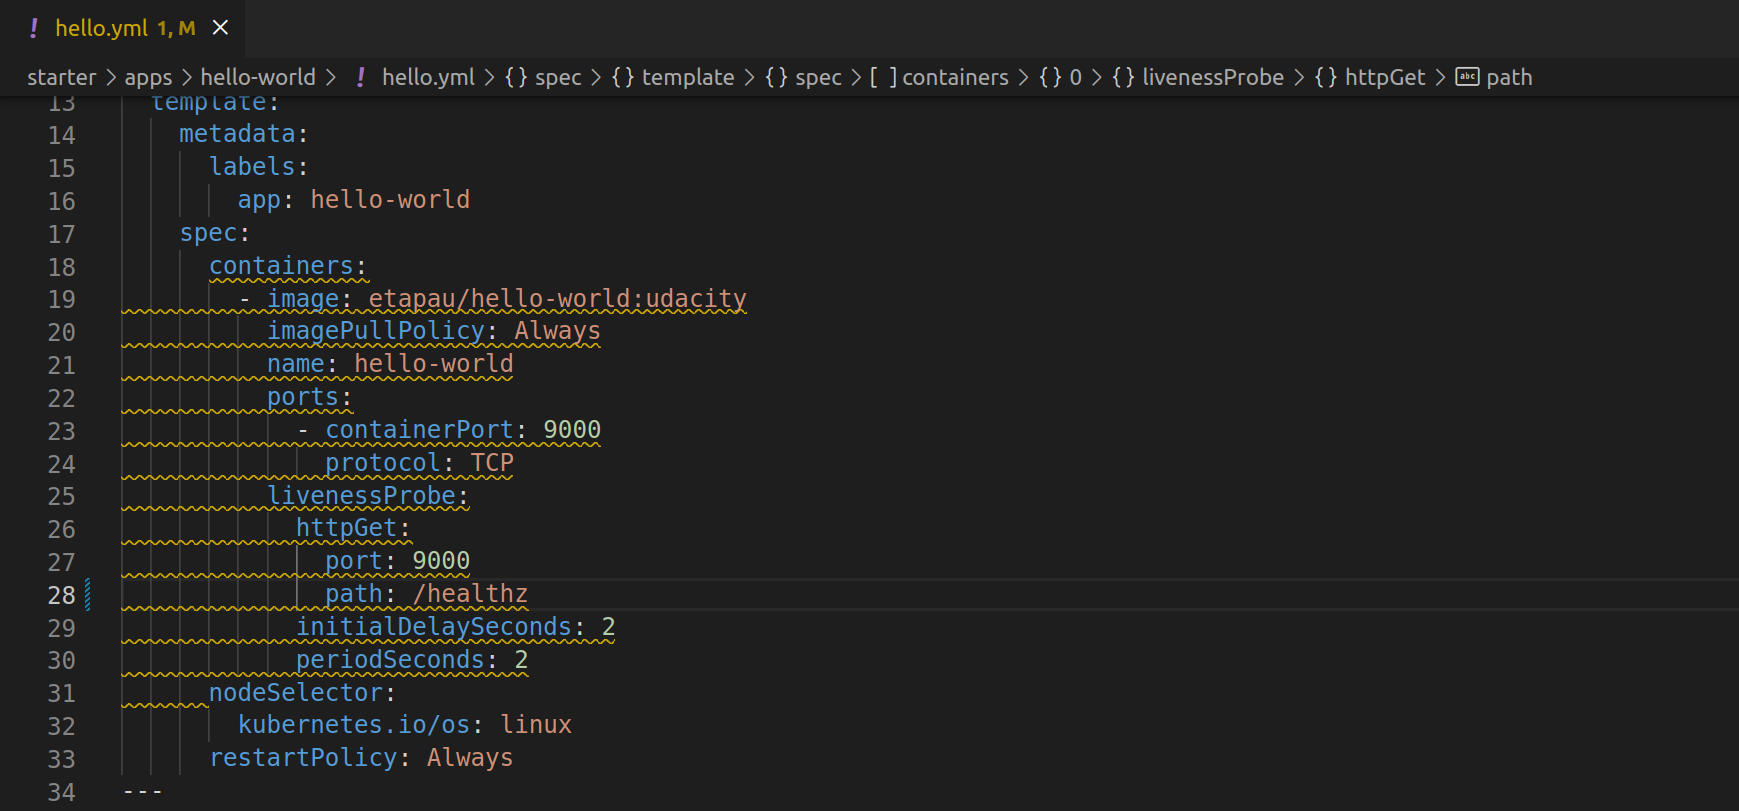 ! hello.yml 1, M ×
starter > apps > hello-world > ! hello.yml > {} spec > {} template > {} spec > [ ] containers > {} 0 > {} livenessProbe > {} httpGet > abc path
13 template:
14 metadata:
15 labels:
16 app: hello-world
17 spec:
18 containers:
19 - image: etapau/hello-world:udacity
20 imagePullPolicy: Always
21 name: hello-world
22 ports:
23 - containerPort: 9000
24 protocol: TCP
25 livenessProbe:
26 httpGet:
27 port: 9000
28 path: /healthz
29 initialDelaySeconds: 2
30 periodSeconds: 2
31 nodeSelector:
32 kubernetes.io/os: linux
33 restartPolicy: Always
34 ---